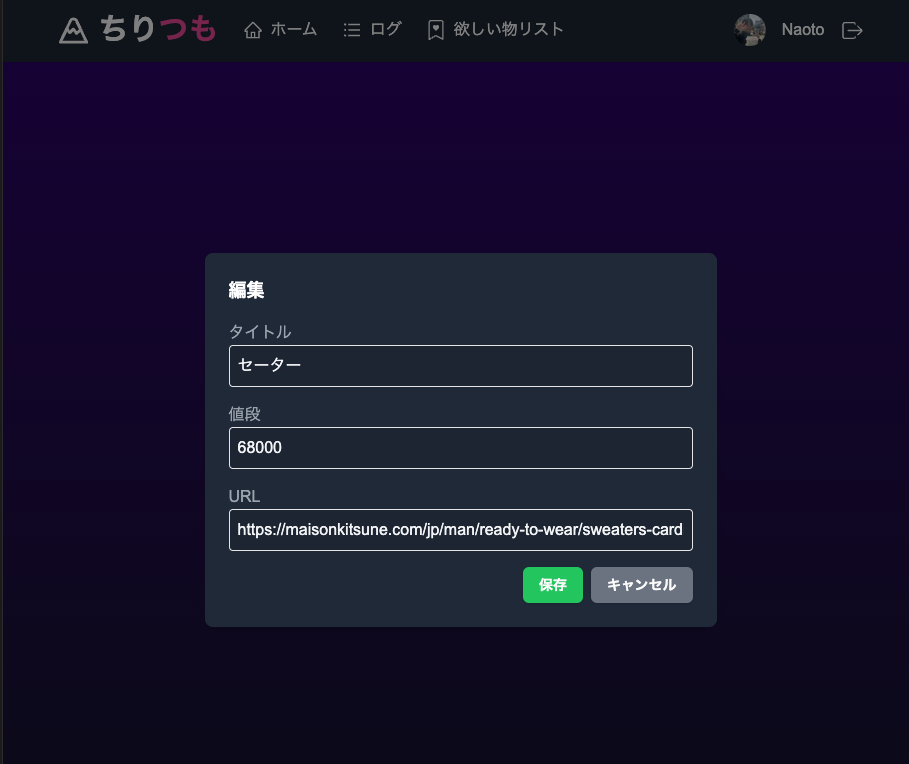 ちりつも ホーム ログ 欲しい物リスト Naoto
編集
タイトル
セーター
値段
68000
URL
https://maisonkitsune.com/jp/man/ready-to-wear/sweaters-card
保存 キャンセル